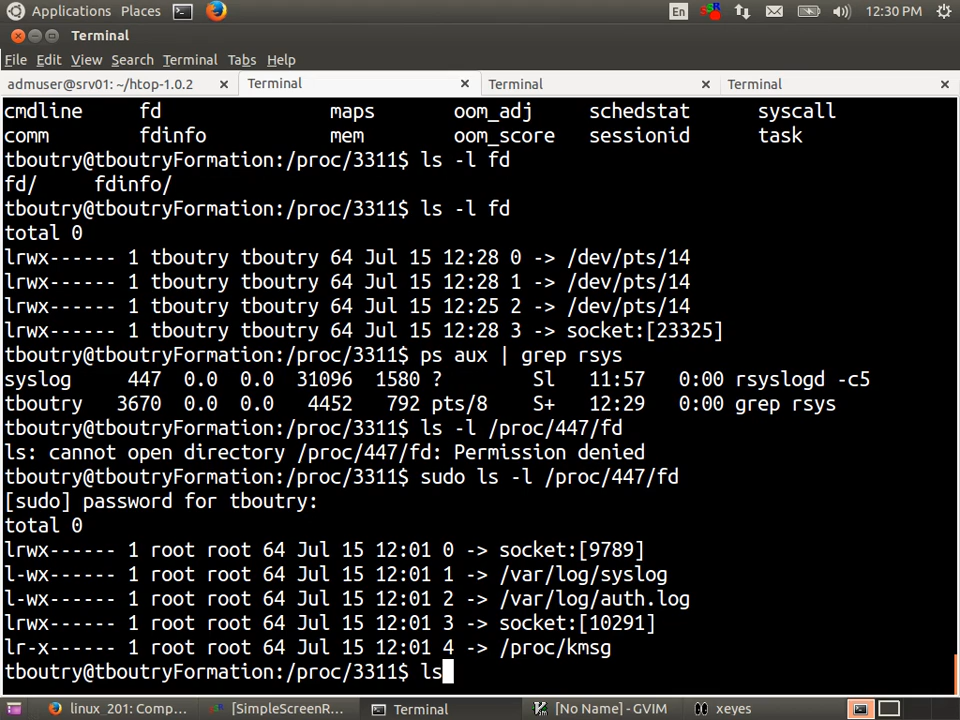 Applications Places En 12:30 PM
Terminal
File Edit View Search Terminal Tabs Help
admuser@srv01: ~/htop-1.0.2 Terminal Terminal Terminal
cmdline fd maps oom_adj schedstat syscall
comm fdinfo mem oom_score sessionid task
tboutry@tboutryFormation:/proc/3311$ ls -l fd
fd/ fdinfo/
tboutry@tboutryFormation:/proc/3311$ ls -l fd
total 0
lrwx------ 1 tboutry tboutry 64 Jul 15 12:28 0 -> /dev/pts/14
lrwx------ 1 tboutry tboutry 64 Jul 15 12:28 1 -> /dev/pts/14
lrwx------ 1 tboutry tboutry 64 Jul 15 12:25 2 -> /dev/pts/14
lrwx------ 1 tboutry tboutry 64 Jul 15 12:28 3 -> socket:[23325]
tboutry@tboutryFormation:/proc/3311$ ps aux | grep rsys
syslog 447 0.0 0.0 31096 1580 ? Sl 11:57 0:00 rsyslogd -c5
tboutry 3670 0.0 0.0 4452 792 pts/8 S+ 12:29 0:00 grep rsys
tboutry@tboutryFormation:/proc/3311$ ls -l /proc/447/fd
ls: cannot open directory /proc/447/fd: Permission denied
tboutry@tboutryFormation:/proc/3311$ sudo ls -l /proc/447/fd
[sudo] password for tboutry:
total 0
lrwx------ 1 root root 64 Jul 15 12:01 0 -> socket:[9789]
l-wx------ 1 root root 64 Jul 15 12:01 1 -> /var/log/syslog
l-wx------ 1 root root 64 Jul 15 12:01 2 -> /var/log/auth.log
lrwx------ 1 root root 64 Jul 15 12:01 3 -> socket:[10291]
lr-x------ 1 root root 64 Jul 15 12:01 4 -> /proc/kmsg
tboutry@tboutryFormation:/proc/3311$ ls
linux_201: Comp... [SimpleScreenR... Terminal [No Name] - GVIM xeyes